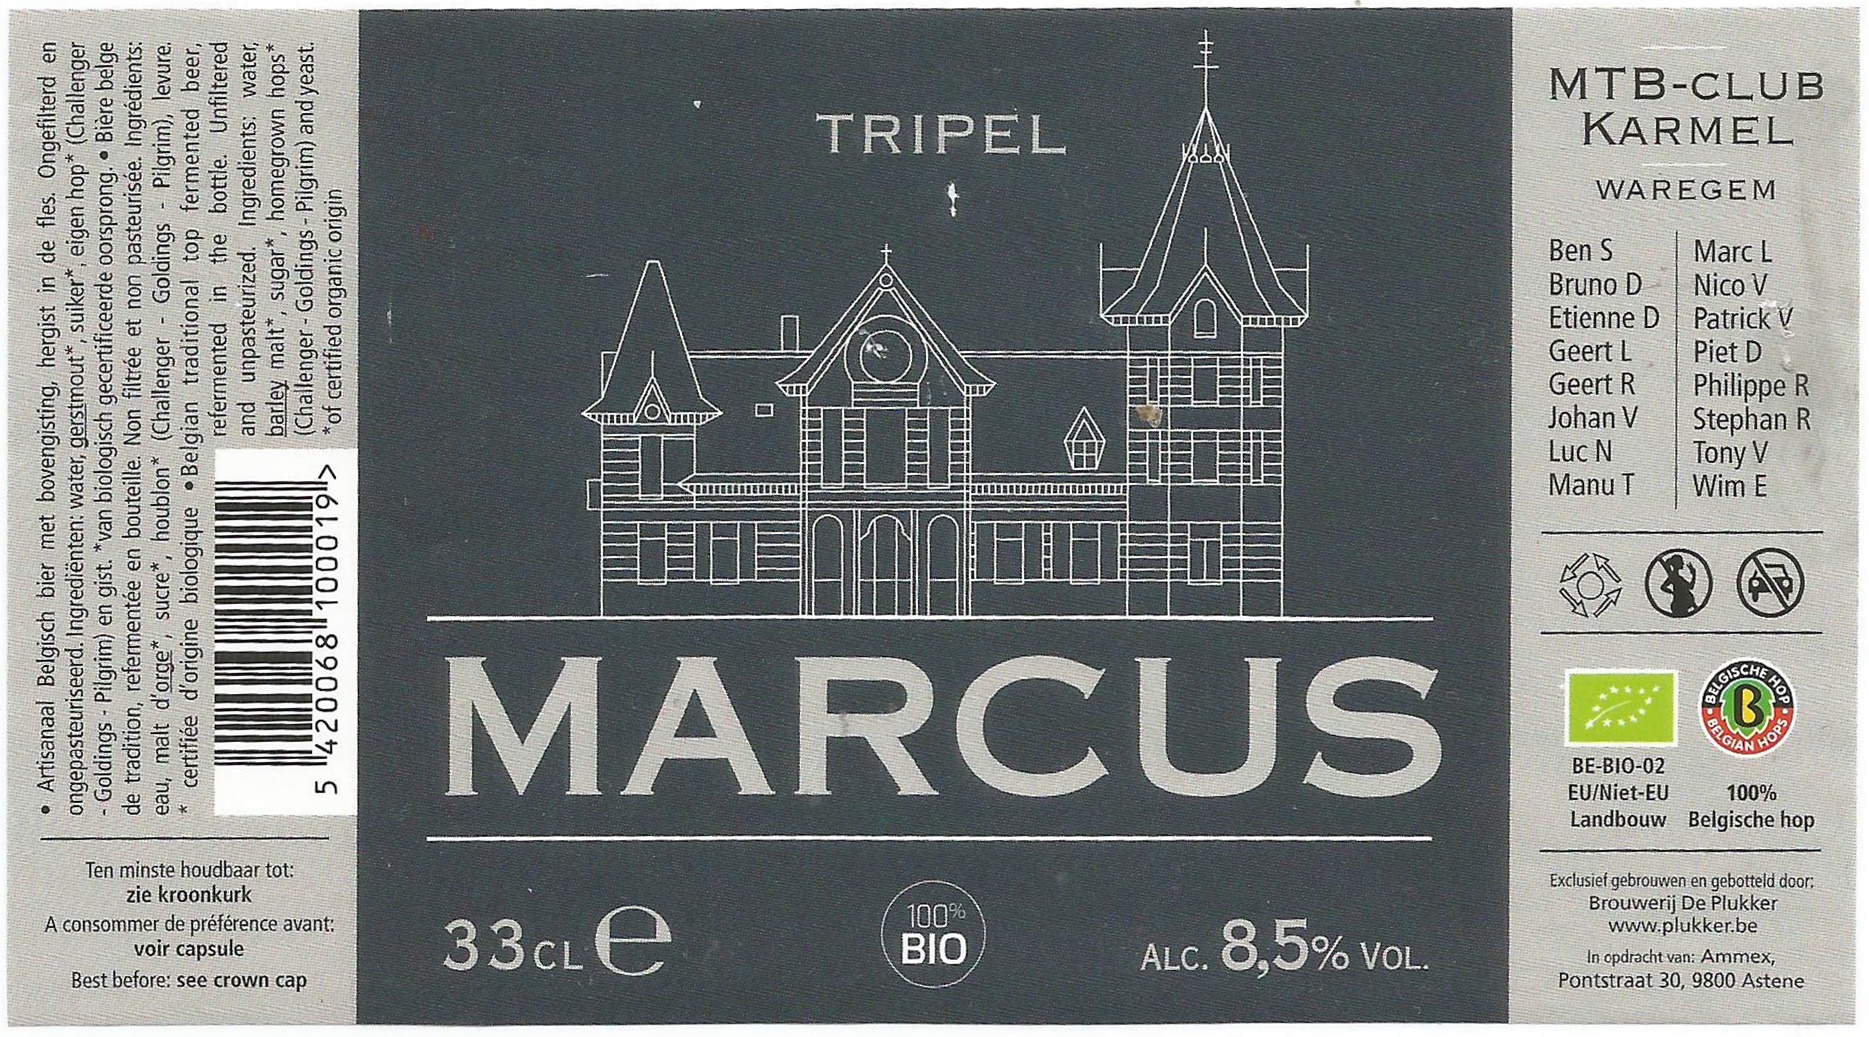 • Artisanaal Belgisch bier met bovengisting, hergist in de fles. Ongefilterd en
ongepasteuriseerd. Ingrediënten: water, gerstmout*, suiker*, eigen hop* (Challenger
- Goldings - Pilgrim) en gist. *van biologisch gecertificeerde oorsprong. • Bière belge
de tradition, refermentée en bouteille. Non filtrée et non pasteurisée. Ingrédients:
eau, malt d'orge*, sucre*, houblon* (Challenger - Goldings - Pilgrim), levure.
* certifiée d'origine biologique • Belgian traditional top fermented beer,
refermented in the bottle. Unfiltered
and unpasteurized. Ingredients: water,
barley malt*, sugar*, homegrown hops*
(Challenger - Goldings - Pilgrim) and yeast.
*of certified organic origin
5 420068 100019 >
Ten minste houdbaar tot:
zie kroonkurk
A consommer de préférence avant:
voir capsule
Best before: see crown cap
TRIPEL
MARCUS
33CL e
100%
BIO
ALC. 8,5% VOL.
MTB-CLUB
KARMEL
WAREGEM
Ben S
Bruno D
Etienne D
Geert L
Geert R
Johan V
Luc N
Manu T
Marc L
Nico V
Patrick V
Piet D
Philippe R
Stephan R
Tony V
Wim E
BELGISCHE HOP
B
BELGIAN HOPS
BE-BIO-02
EU/Niet-EU
Landbouw
100%
Belgische hop
Exclusief gebrouwen en gebotteld door:
Brouwerij De Plukker
www.plukker.be
In opdracht van: Ammex,
Pontstraat 30, 9800 Astene